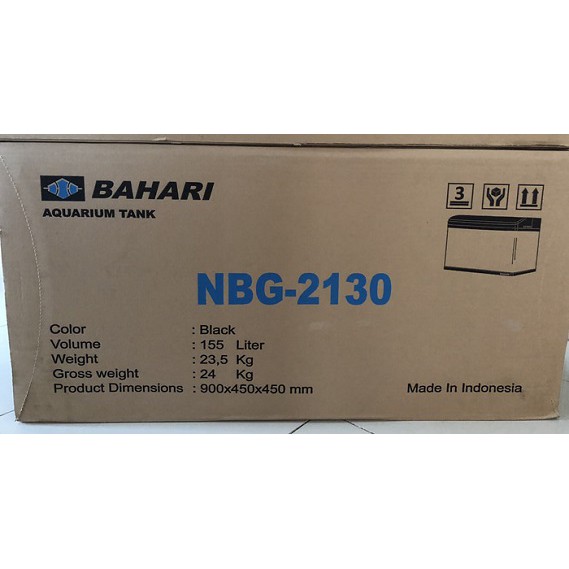 BAHARI
AQUARIUM TANK
3
NBG-2130
Color : Black
Volume : 155 Liter
Weight : 23,5 Kg
Gross weight : 24 Kg
Product Dimensions : 900x450x450 mm
Made In Indonesia